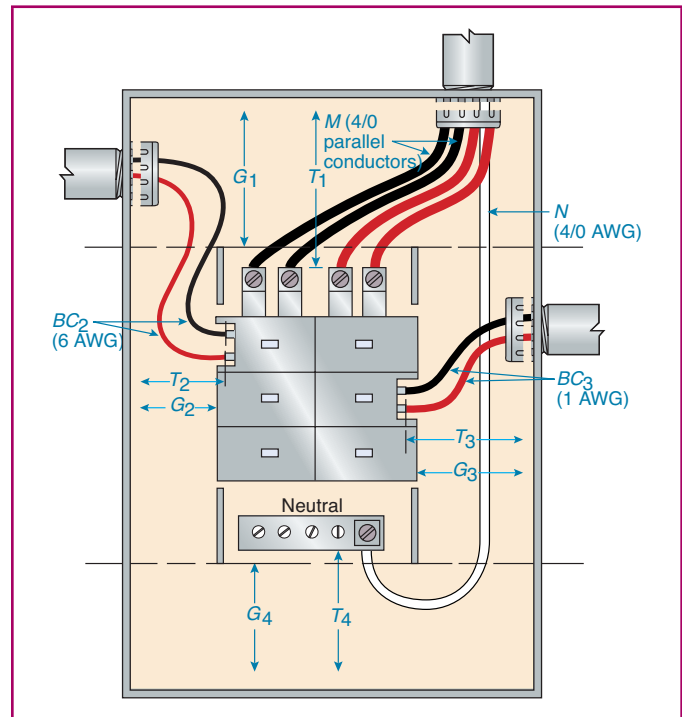 M (4/0
parallel
conductors)
G1
T1
N
(4/0 AWG)
BC2
(6 AWG)
T2
G2
BC3
(1 AWG)
T3
G3
Neutral
G4
T4